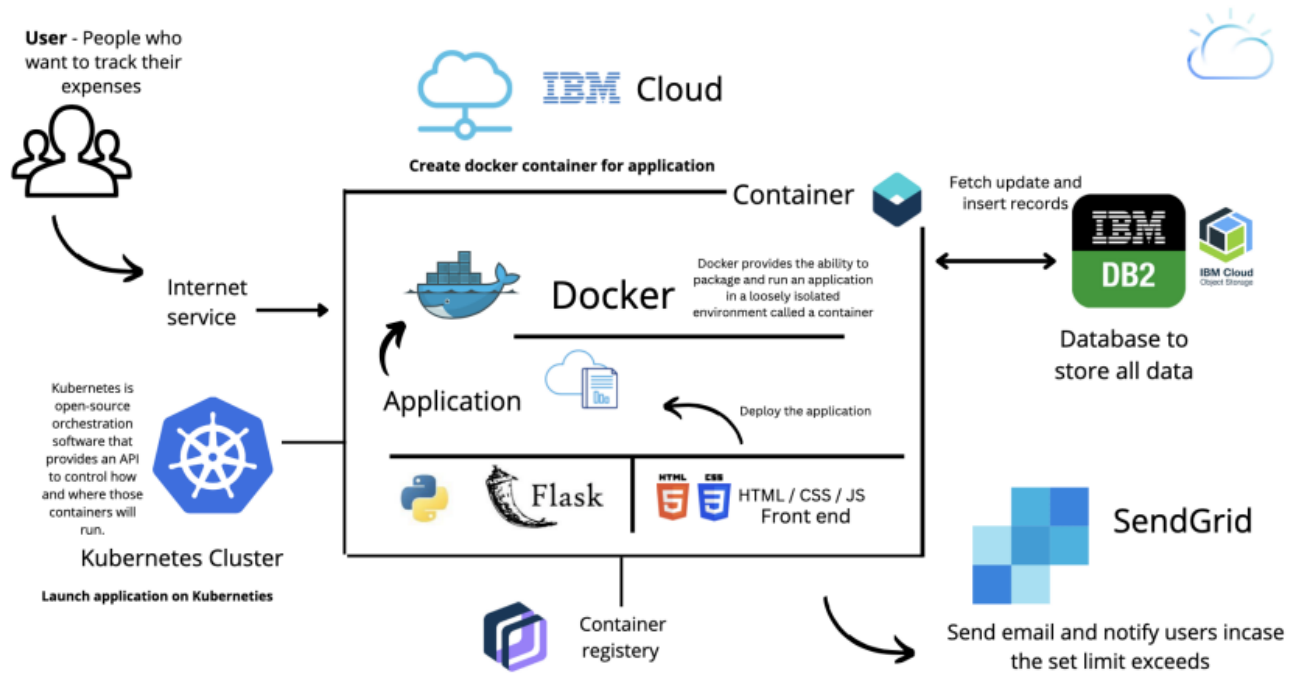 User - People who
want to track their
expenses
IBM Cloud
Create docker container for application
Container
Fetch update and
insert records
IBM
DB2
IBM Cloud
Object Storage
Database to
store all data
Internet
service
Docker
Docker provides the ability to
package and run an application
in a loosely isolated
environment called a container
Application
Deploy the application
Kubernetes is
open-source
orchestration
software that
provides an API
to control how
and where those
containers will
run.
Kubernetes Cluster
Launch application on Kuberneties
Flask
HTML
5
CSS
3
HTML / CSS / JS
Front end
Container
registery
SendGrid
Send email and notify users incase
the set limit exceeds